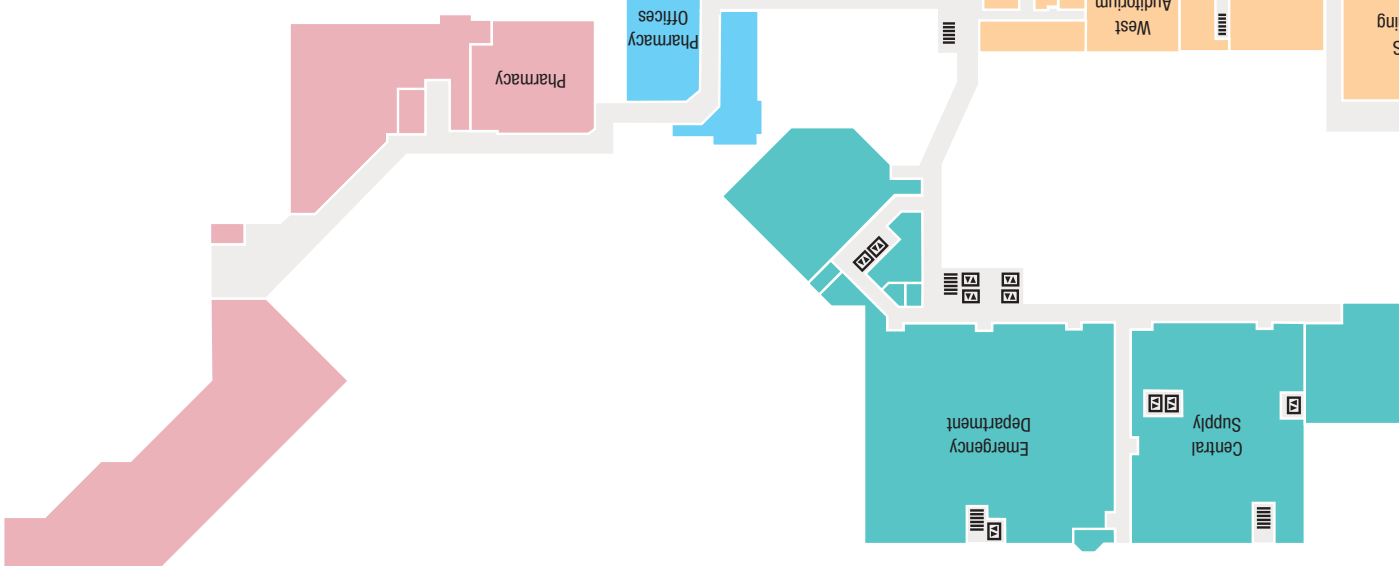 Central
Supply
Emergency
Department
West
Auditorium
Pharmacy
Offices
Pharmacy